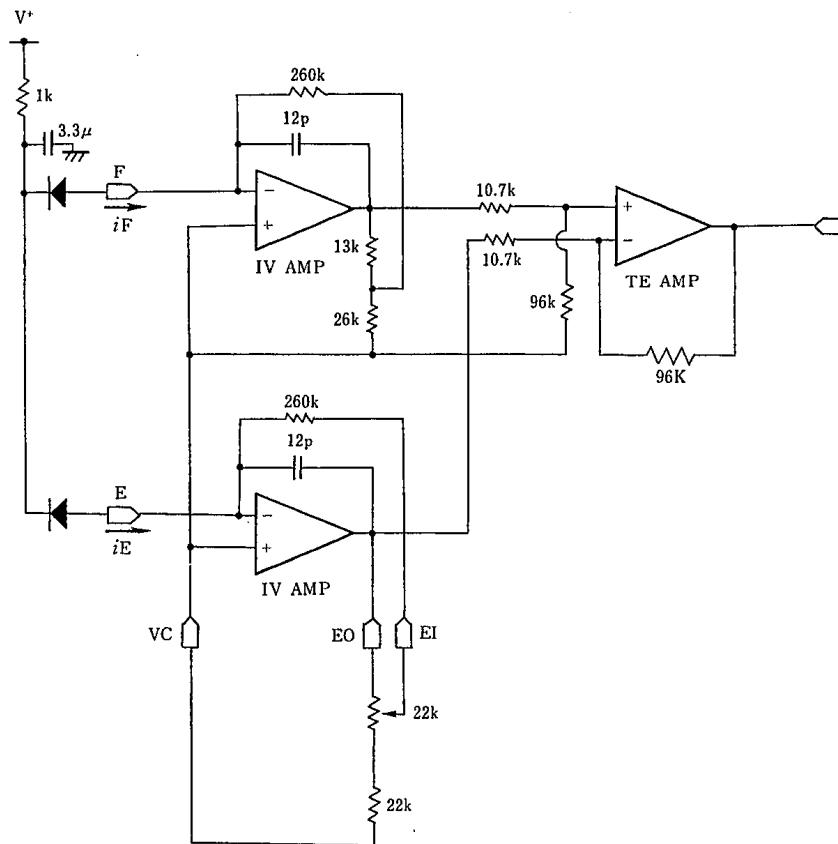 V+
1k
3.3μ
F
iF
260k
12p
−
+
IV AMP
13k
26k
10.7k
10.7k
+
−
TE AMP
96k
96K
260k
12p
E
iE
−
+
IV AMP
VC
EO
EI
22k
22k